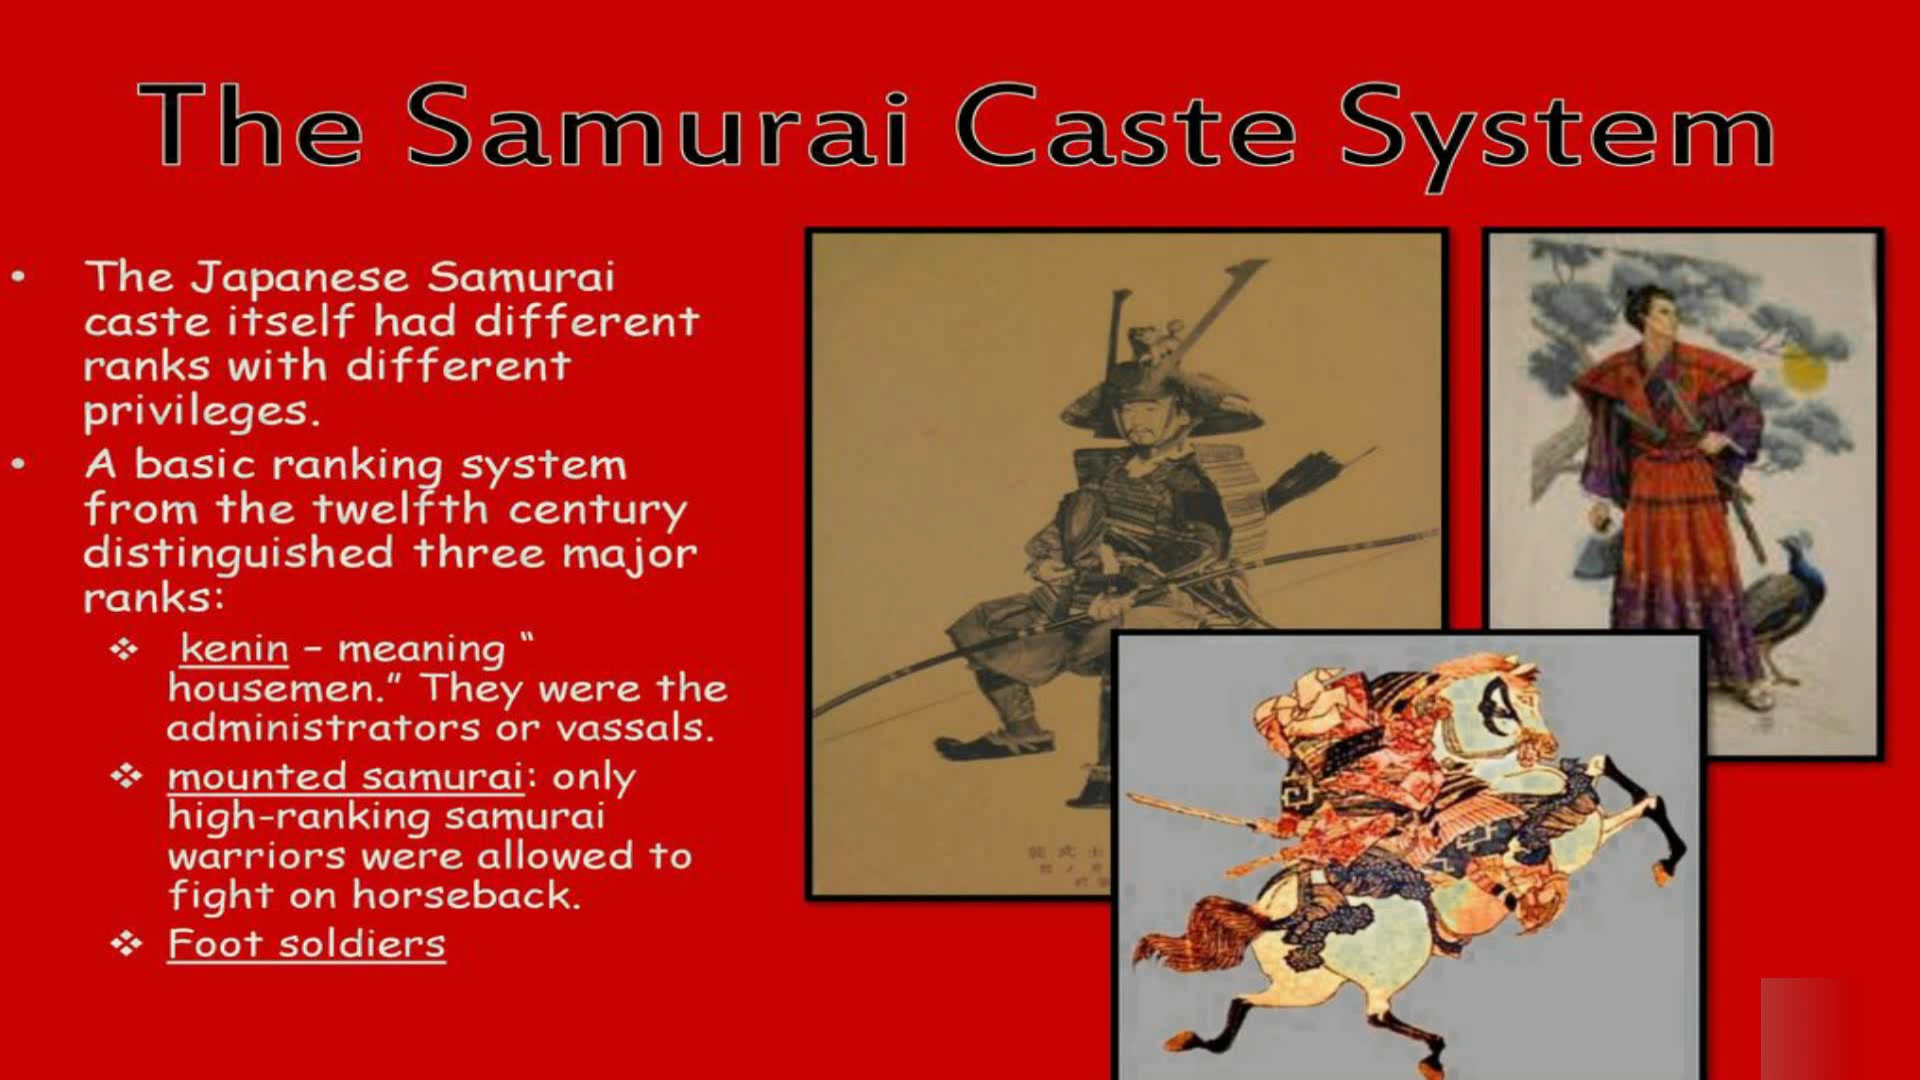 The Samurai Caste System
• The Japanese Samurai
caste itself had different
ranks with different
privileges.
• A basic ranking system
from the twelfth century
distinguished three major
ranks:
❖ kenin – meaning “
housemen.” They were the
administrators or vassals.
❖ mounted samurai: only
high-ranking samurai
warriors were allowed to
fight on horseback.
❖ Foot soldiers